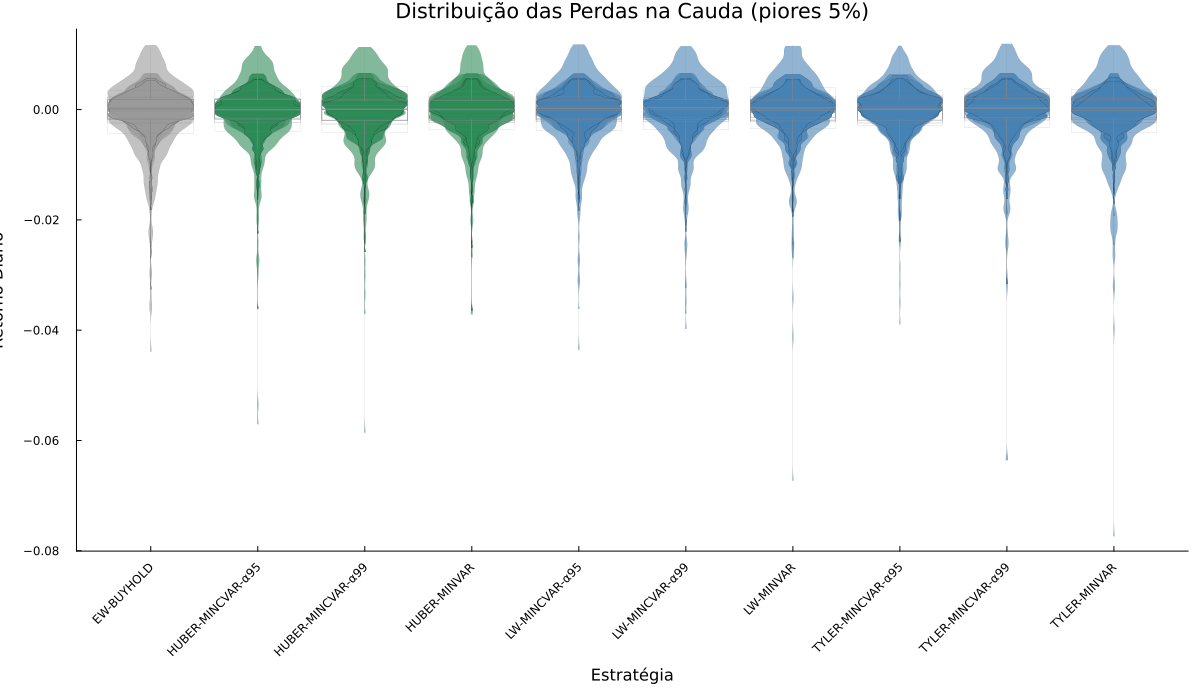 Distribuição das Perdas na Cauda (piores 5%)
0.00
−0.02
−0.04
−0.06
−0.08
EW-BUYHOLD
HUBER-MINCVAR-α95
HUBER-MINCVAR-α99
HUBER-MINVAR
LW-MINCVAR-α95
LW-MINCVAR-α99
LW-MINVAR
TYLER-MINCVAR-α95
TYLER-MINCVAR-α99
TYLER-MINVAR
Estratégia